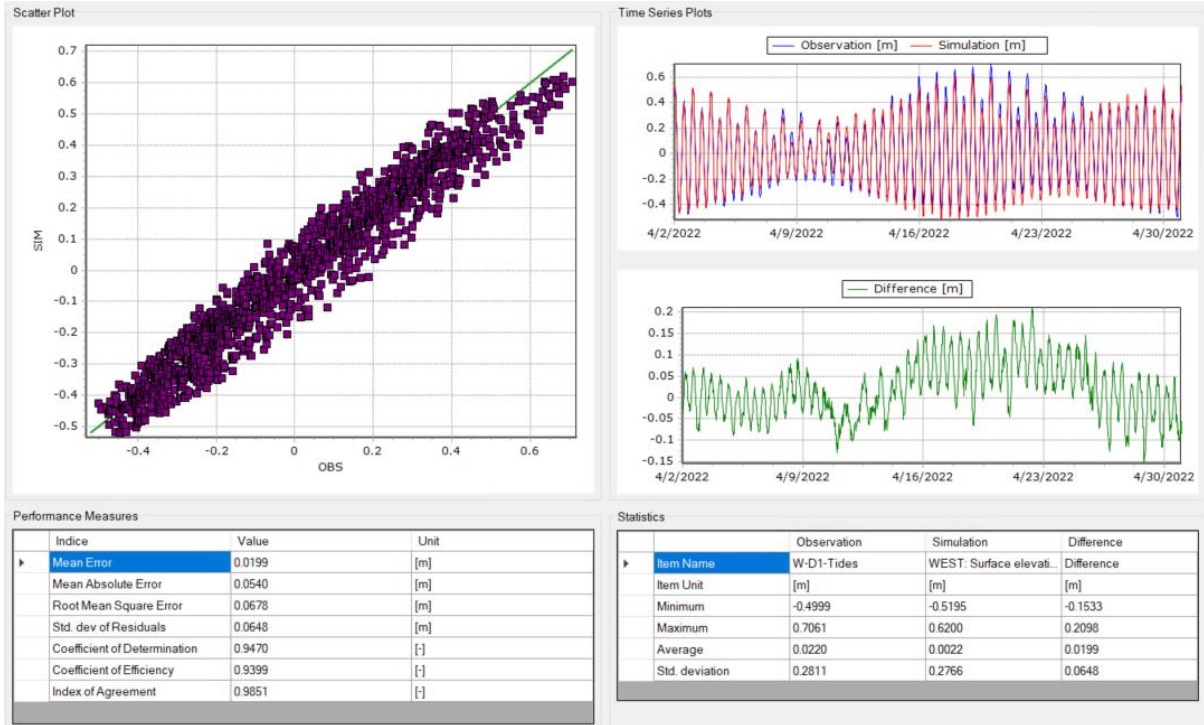 Scatter Plot
0.7
0.6
0.5
0.4
0.3
0.2
0.1
0
-0.1
-0.2
-0.3
-0.4
-0.5
SIM
-0.4 -0.2 0 0.2 0.4 0.6
OBS
Time Series Plots
Observation [m] Simulation [m]
0.6
0.4
0.2
0
-0.2
-0.4
4/2/2022 4/9/2022 4/16/2022 4/23/2022 4/30/2022
Difference [m]
0.2
0.15
0.1
0.05
0
-0.05
-0.1
-0.15
4/2/2022 4/9/2022 4/16/2022 4/23/2022 4/30/2022
Performance Measures
Indice Value Unit
Mean Error 0.0199 [m]
Mean Absolute Error 0.0540 [m]
Root Mean Square Error 0.0678 [m]
Std. dev of Residuals 0.0648 [m]
Coefficient of Determination 0.9470 [-]
Coefficient of Efficiency 0.9399 [-]
Index of Agreement 0.9851 [-]
Statistics
Observation Simulation Difference
Item Name W-D1-Tides WEST: Surface elevati... Difference
Item Unit [m] [m] [m]
Minimum -0.4999 -0.5195 -0.1533
Maximum 0.7061 0.6200 0.2098
Average 0.0220 0.0022 0.0199
Std. deviation 0.2811 0.2766 0.0648